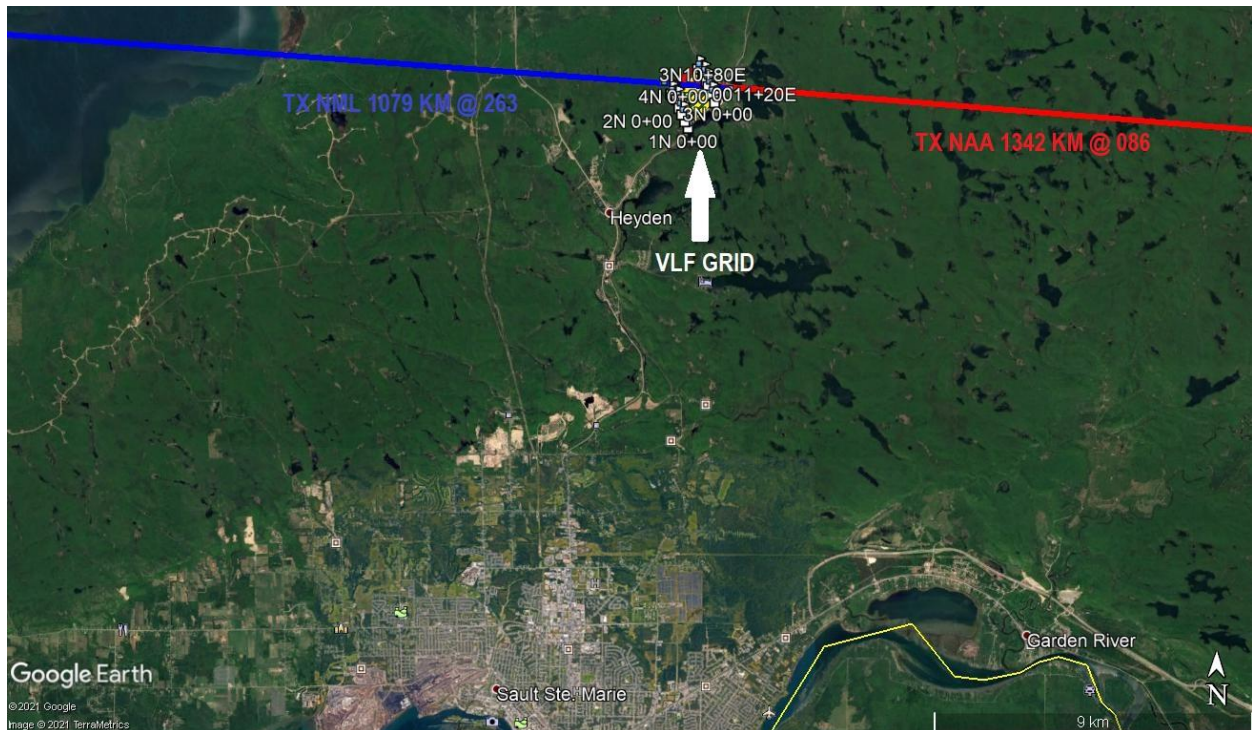 3N10+80E
4N 0+00
0011+20E
TX NML 1079 KM @ 263
3N 0+00
2N 0+00
1N 0+00
TX NAA 1342 KM @ 086
Heyden
VLF GRID
Garden River
Google Earth
N
Sault Ste. Marie
©2021 Google
Image © 2021 TerraMetrics
9 km